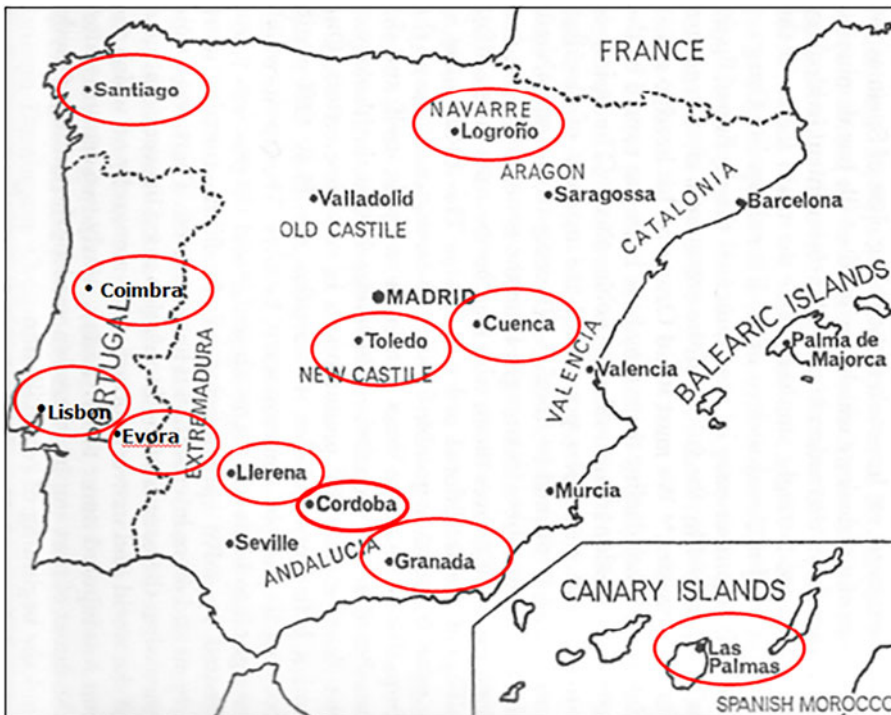 FRANCE
Santiago
NAVARRE
Logroño
ARAGON
Valladolid
Saragossa
CATALONIA
Barcelona
OLD CASTILE
Coimbra
MADRID
Cuenca
Toledo
BALEARIC ISLANDS
Palma de
Majorca
PORTUGAL
EXTREMADURA
NEW CASTILE
VALENCIA
Valencia
Lisbon
Evora
Llerena
Cordoba
Murcia
Seville
ANDALUCIA
Granada
CANARY ISLANDS
Las
Palmas
SPANISH MOROCCO